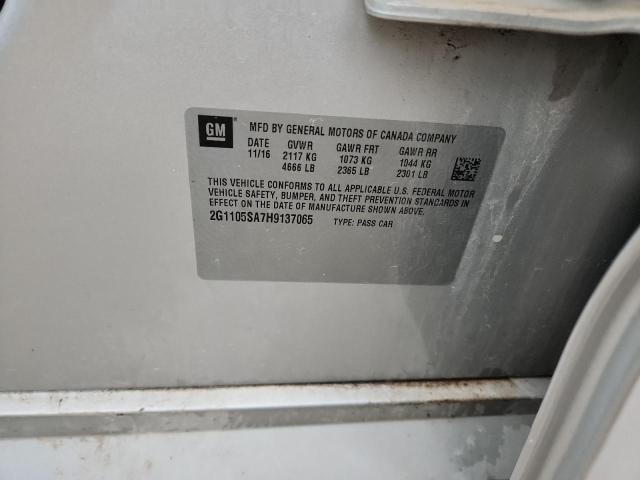 GM
MFD BY GENERAL MOTORS OF CANADA COMPANY
DATE GVWR GAWR FRT GAWR RR
11/16 2117 KG 1073 KG 1044 KG
4666 LB 2365 LB 2301 LB
THIS VEHICLE CONFORMS TO ALL APPLICABLE U.S. FEDERAL MOTOR
VEHICLE SAFETY, BUMPER, AND THEFT PREVENTION STANDARDS IN
EFFECT ON THE DATE OF MANUFACTURE SHOWN ABOVE.
2G1105SA7H9137065 TYPE: PASS CAR